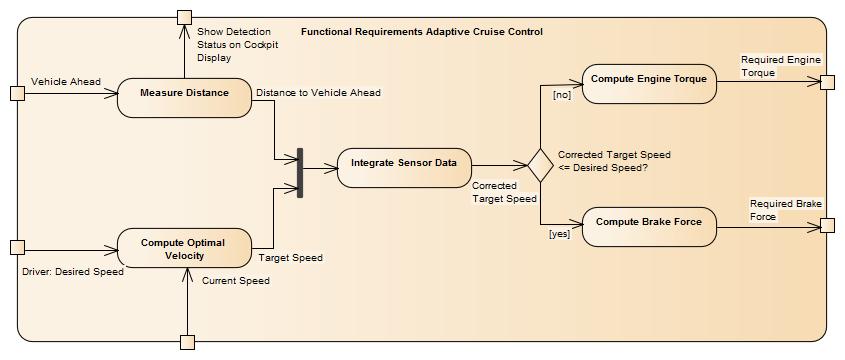 Functional Requirements Adaptive Cruise Control
Show Detection
Status on Cockpit
Display
Vehicle Ahead
Measure Distance
Distance to Vehicle Ahead
Compute Engine Torque
Required Engine
Torque
[no]
Integrate Sensor Data
Corrected Target Speed
<= Desired Speed?
Corrected
Target Speed
Compute Brake Force
Required Brake
Force
[yes]
Compute Optimal
Velocity
Target Speed
Driver: Desired Speed
Current Speed